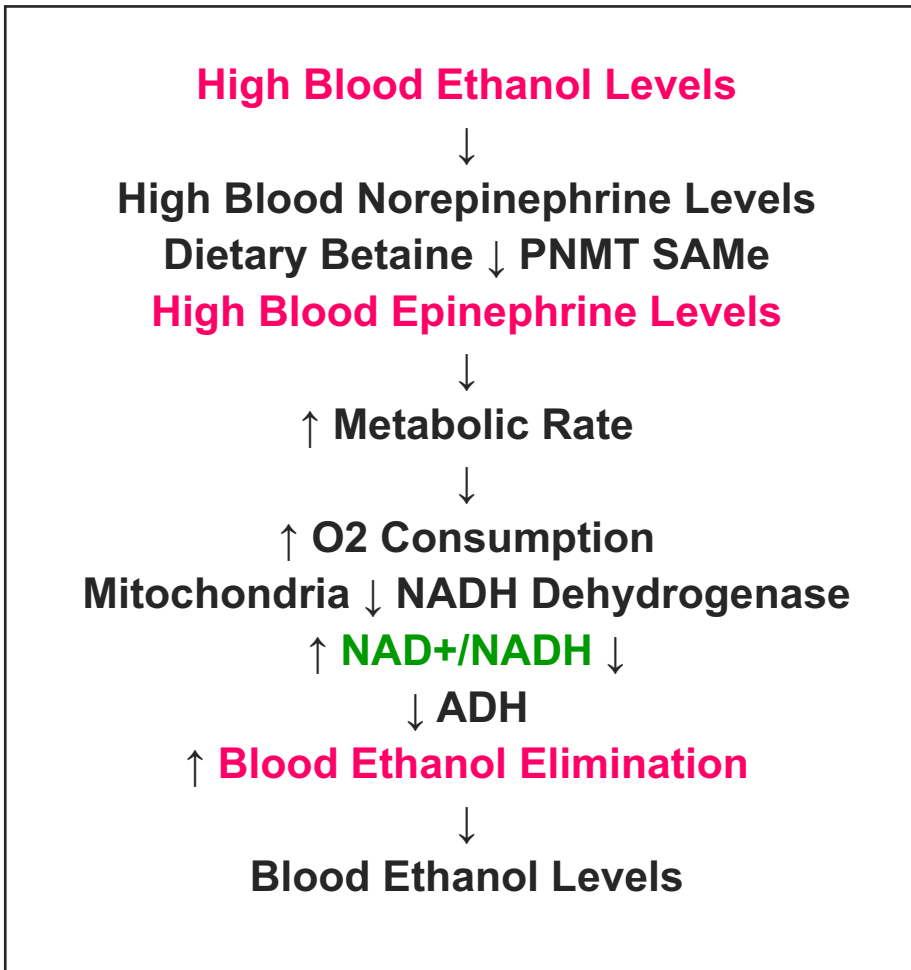 High Blood Ethanol Levels
↓
High Blood Norepinephrine Levels
Dietary Betaine ↓ PNMT SAMe
High Blood Epinephrine Levels
↓
↑ Metabolic Rate
↓
↑ O2 Consumption
Mitochondria ↓ NADH Dehydrogenase
↑ NAD+/NADH ↓
↓ ADH
↑ Blood Ethanol Elimination
↓
Blood Ethanol Levels